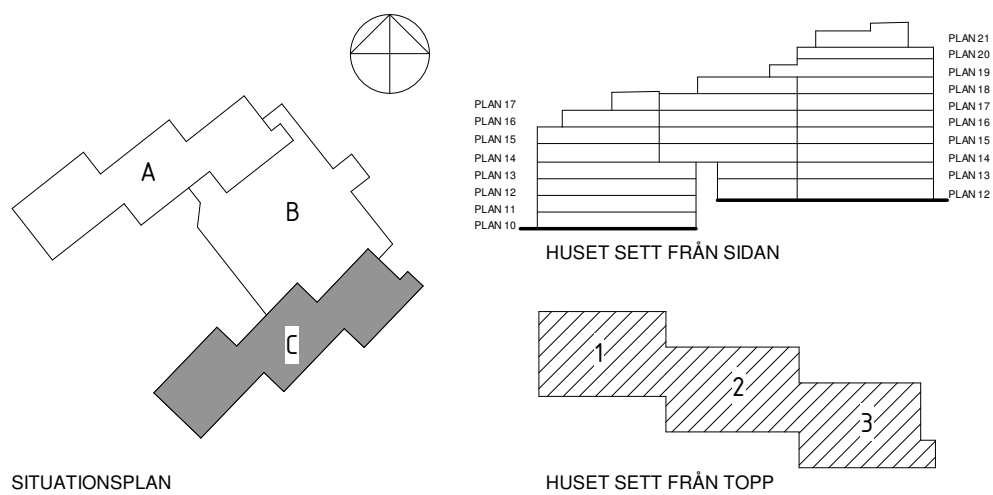 A
B
C
SITUATIONSPLAN
PLAN 17
PLAN 16
PLAN 15
PLAN 14
PLAN 13
PLAN 12
PLAN 11
PLAN 10
PLAN 21
PLAN 20
PLAN 19
PLAN 18
PLAN 17
PLAN 16
PLAN 15
PLAN 14
PLAN 13
PLAN 12
HUSET SETT FRÅN SIDAN
1
2
3
HUSET SETT FRÅN TOPP